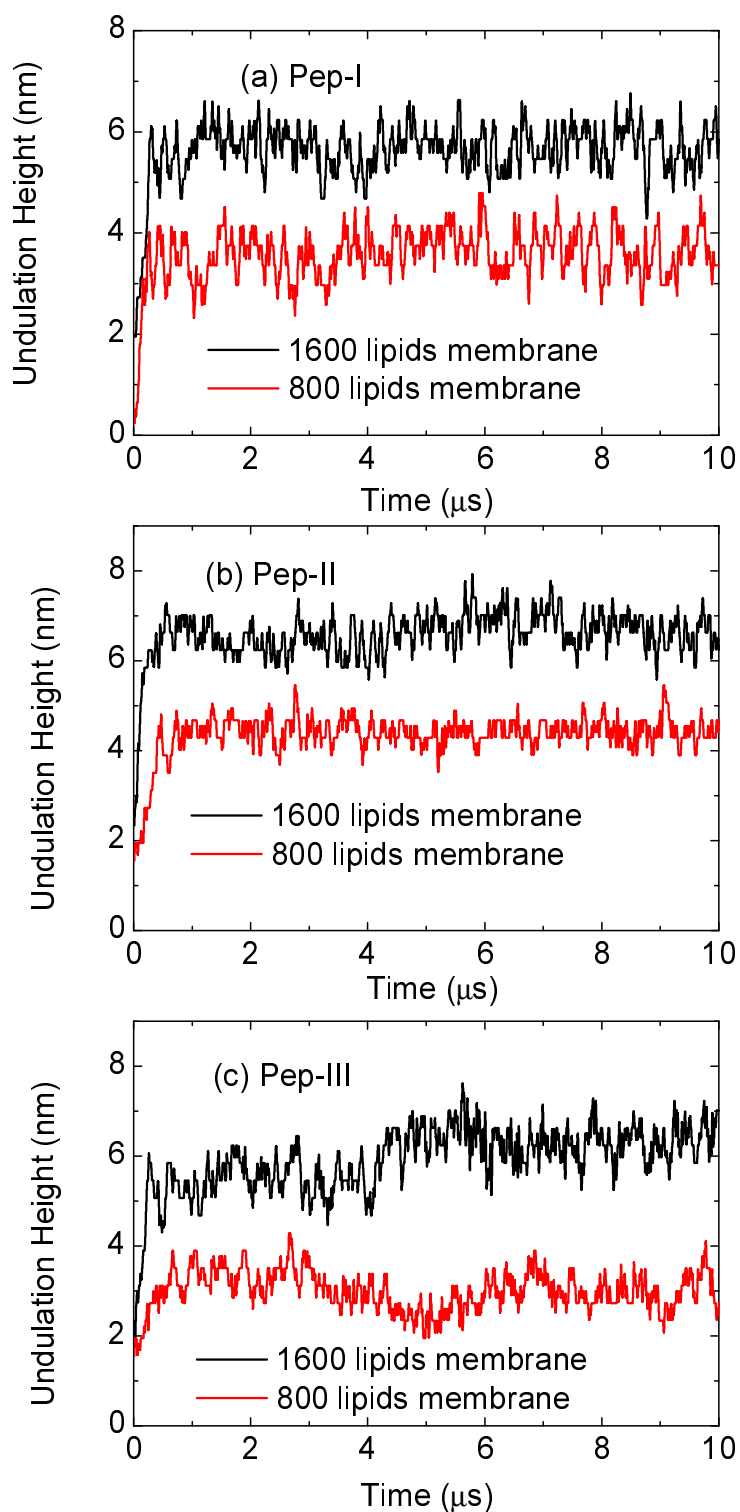 8
(a) Pep-I
6
4
2
1600 lipids membrane
800 lipids membrane
0
0 2 4 6 8 10
Undulation Height (nm)
Time (μs)
(b) Pep-II
8
6
4
2
1600 lipids membrane
800 lipids membrane
0
0 2 4 6 8 10
Undulation Height (nm)
Time (μs)
(c) Pep-III
8
6
4
2
1600 lipids membrane
800 lipids membrane
0
0 2 4 6 8 10
Undulation Height (nm)
Time (μs)